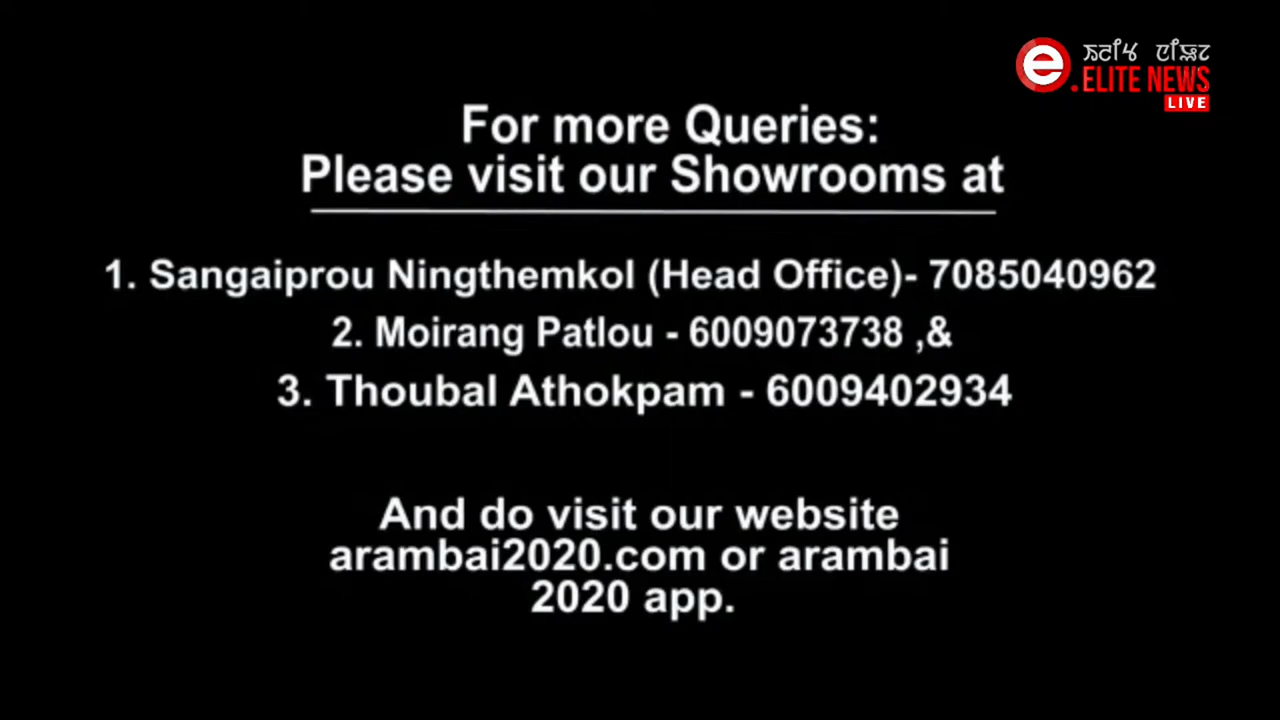 For more Queries:
Please visit our Showrooms at
1. Sangaiprou Ningthemkol (Head Office)- 7085040962
2. Moirang Patlou - 6009073738 ,&
3. Thoubal Athokpam - 6009402934
And do visit our website
arambai2020.com or arambai
2020 app.
e
.ELITE NEWS
LIVE